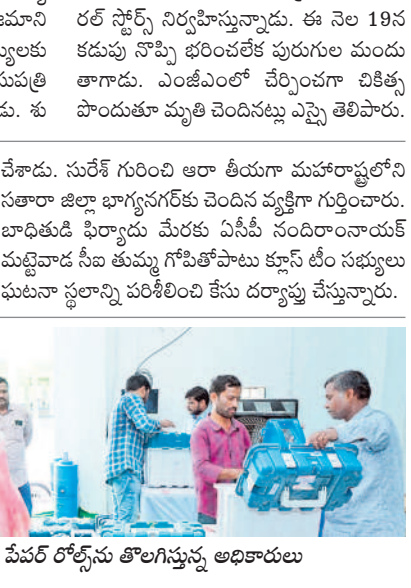 రల్ స్టోర్స్ నిర్వహిస్తున్నాడు. ఈ నెల 19న
కడుపు నొప్పి భరించలేక పురుగుల మందు
తాగాడు. ఎంజీఎంలో చేర్పించగా చికిత్స
పొందుతూ మృతి చెందినట్లు ఎస్సై తెలిపారు.
చేశాడు. సురేశ్ గురించి ఆరా తీయగా మహారాష్ట్రలోని
సతారా జిల్లా భాగ్యనగర్‌కు చెందిన వ్యక్తిగా గుర్తించారు.
బాధితుడి ఫిర్యాదు మేరకు ఏసీపీ నందిరాంనాయక్
మట్టెవాడ సీఐ తుమ్మ గోపితోపాటు క్లూస్ టీం సభ్యులు
ఘటనా స్థలాన్ని పరిశీలించి కేసు దర్యాప్తు చేస్తున్నారు.
పేపర్ రోల్స్‌ను తొలగిస్తున్న అధికారులు